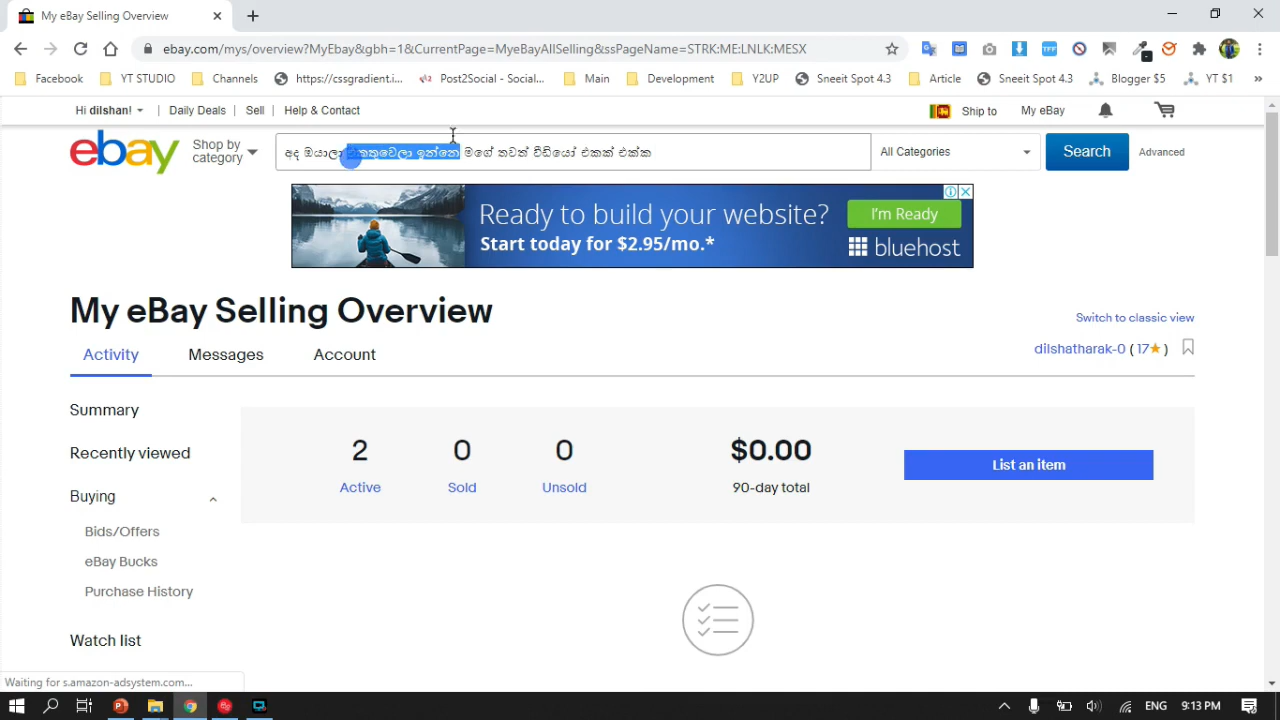 My eBay Selling Overview
ebay.com/mys/overview?MyEbay&gbh=1&CurrentPage=MyeBayAllSelling&ssPageName=STRK:ME:LNLK:MESX
Facebook YT STUDIO Channels https://cssgradient.i... Post2Social - Social... Main Development Y2UP Sneeit Spot 4.3 Article Sneeit Spot 4.3 Blogger $5 YT $1 »
Hi dilshan! Daily Deals Sell Help & Contact Ship to My eBay
ebay Shop by category අද ඔයාලා එකතුවෙලා ඉන්නෙ මගේ තවත් වීඩියෝ එකක් එක්ක All Categories Search Advanced
Ready to build your website? I'm Ready
Start today for $2.95/mo.* bluehost
My eBay Selling Overview
Switch to classic view
Activity Messages Account dilshatharak-0 ( 17 )
Summary
Recently viewed
Buying
Bids/Offers
eBay Bucks
Purchase History
Watch list
2 0 0 $0.00 List an item
Active Sold Unsold 90-day total
Waiting for s.amazon-adsystem.com...
ENG 9:13 PM